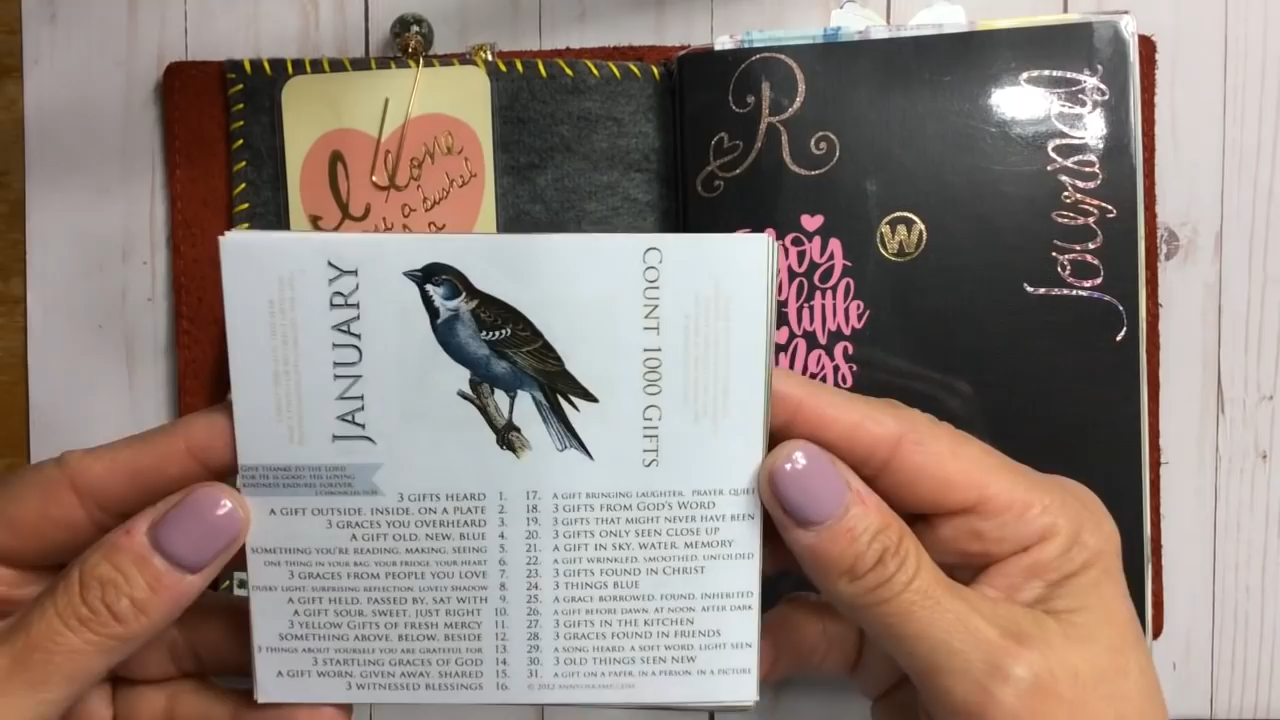 I love
you a bushel
& a
R
W
Journal
little
JANUARY
COUNT 1000 GIFTS
GIVE THANKS TO THE LORD
FOR HE IS GOOD; HIS LOVING
KINDNESS ENDURES FOREVER.
3 GIFTS HEARD 1.
A GIFT OUTSIDE, INSIDE, ON A PLATE 2.
3 GRACES YOU OVERHEARD 3.
A GIFT OLD, NEW, BLUE 4.
SOMETHING YOU'RE READING, MAKING, SEEING 5.
ONE THING IN YOUR BAG, YOUR FRIDGE, YOUR HEART 6.
3 GRACES FROM PEOPLE YOU LOVE 7.
DUSKY LIGHT, SURPRISING REFLECTION, LOVELY SHADOW 8.
A GIFT HELD, PASSED BY, SAT WITH 9.
A GIFT SOUR, SWEET, JUST RIGHT 10.
3 YELLOW GIFTS OF FRESH MERCY 11.
SOMETHING ABOVE, BELOW, BESIDE 12.
3 THINGS ABOUT YOURSELF YOU ARE GRATEFUL FOR 13.
3 STARTLING GRACES OF GOD 14.
A GIFT WORN, GIVEN AWAY, SHARED 15.
3 WITNESSED BLESSINGS 16.
17. A GIFT BRINGING LAUGHTER, PRAYER, QUIET
18. 3 GIFTS FROM GOD'S WORD
19. 3 GIFTS THAT MIGHT NEVER HAVE BEEN
20. 3 GIFTS ONLY SEEN CLOSE UP
21. A GIFT IN SKY, WATER, MEMORY
22. A GIFT WRINKLED, SMOOTHED, UNFOLDED
23. 3 GIFTS FOUND IN CHRIST
24. 3 THINGS BLUE
25. A GRACE BORROWED, FOUND, INHERITED
26. A GIFT BEFORE DAWN, AT NOON, AFTER DARK
27. 3 GIFTS IN THE KITCHEN
28. 3 GRACES FOUND IN FRIENDS
29. A SONG HEARD, A SOFT WORD, LIGHT SEEN
30. 3 OLD THINGS SEEN NEW
31. A GIFT ON A PAPER, IN A PERSON, IN A PICTURE
© 2012 ANNVOSKAMP.COM